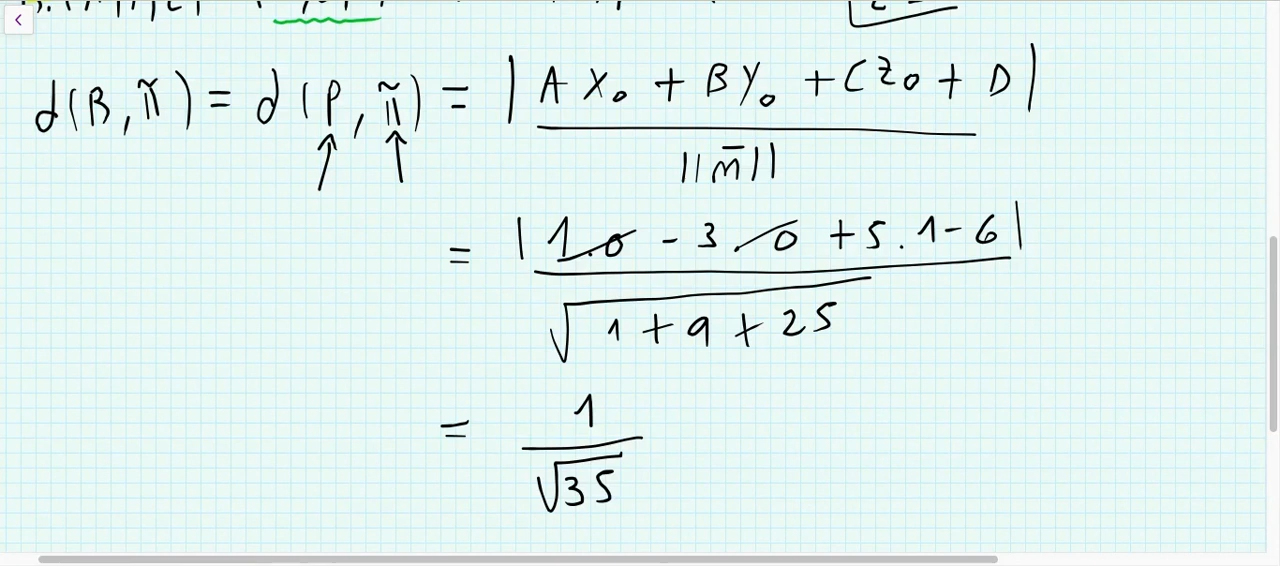 d(B, π) = d(P, π̃) = |Ax₀ + By₀ + Cz₀ + D| / ||n̄||
= |1.0 - 3.0 + 5.1 - 6| / √(1 + 9 + 25)
= 1 / √35